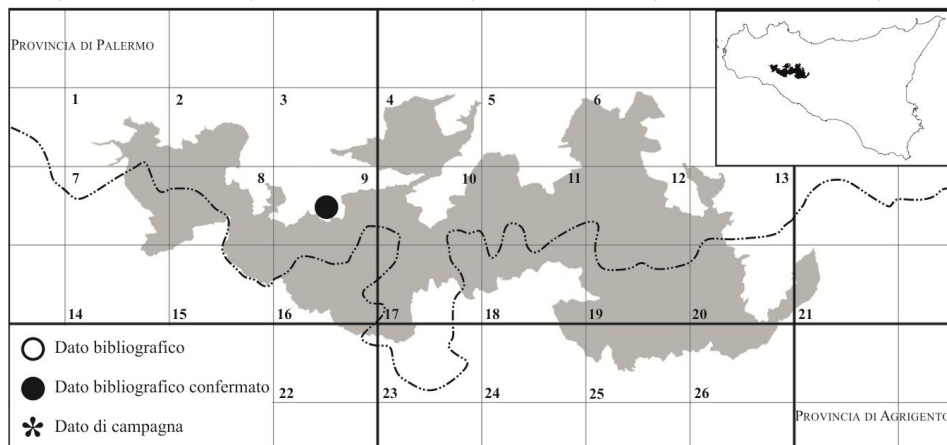 PROVINCIA DI PALERMO
1 2 3 4 5 6
7 8 9 10 11 12 13
14 15 16 17 18 19 20 21
Dato bibliografico
Dato bibliografico confermato
22 23 24 25 26
Dato di campagna
PROVINCIA DI AGRIGENTO